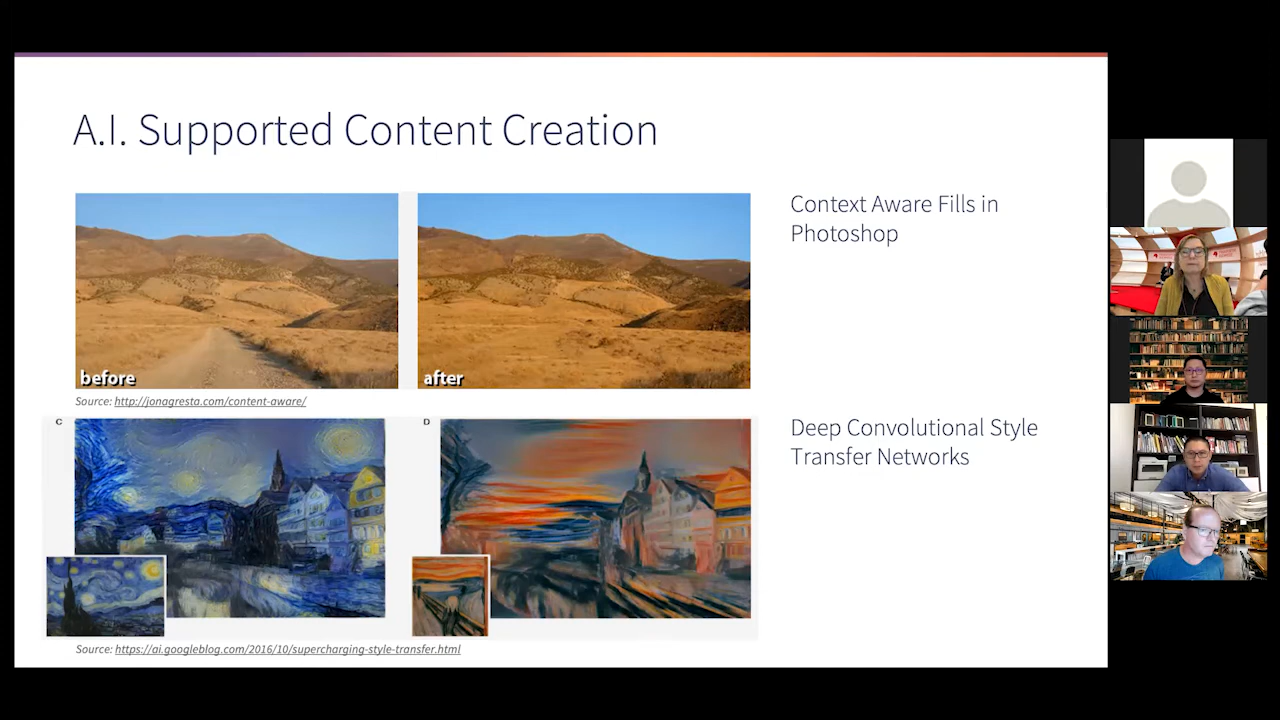 A.I. Supported Content Creation
before
after
Context Aware Fills in
Photoshop
Source: http://jonagresta.com/content-aware/
C
D
Deep Convolutional Style
Transfer Networks
Source: https://ai.googleblog.com/2016/10/supercharging-style-transfer.html